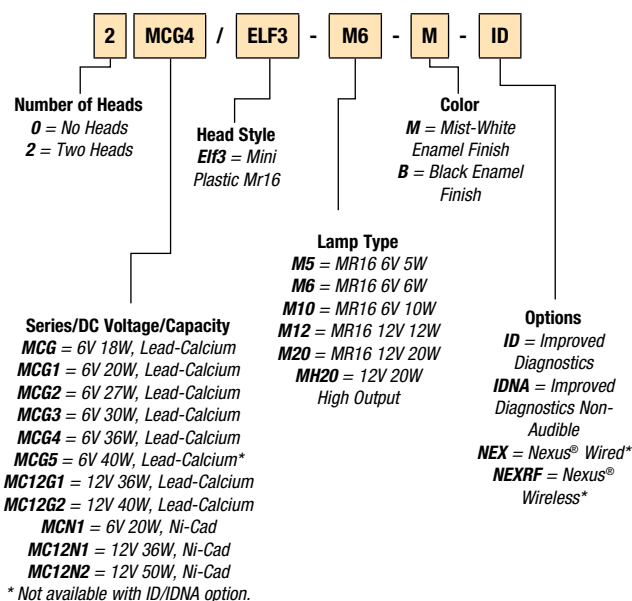 2 MCG4 / ELF3 - M6 - M - ID
Number of Heads
0 = No Heads
2 = Two Heads
Head Style
Elf3 = Mini
Plastic Mr16
Color
M = Mist-White
Enamel Finish
B = Black Enamel
Finish
Lamp Type
M5 = MR16 6V 5W
M6 = MR16 6V 6W
M10 = MR16 6V 10W
M12 = MR16 12V 12W
M20 = MR16 12V 20W
MH20 = 12V 20W
High Output
Series/DC Voltage/Capacity
MCG = 6V 18W, Lead-Calcium
MCG1 = 6V 20W, Lead-Calcium
MCG2 = 6V 27W, Lead-Calcium
MCG3 = 6V 30W, Lead-Calcium
MCG4 = 6V 36W, Lead-Calcium
MCG5 = 6V 40W, Lead-Calcium*
MC12G1 = 12V 36W, Lead-Calcium
MC12G2 = 12V 40W, Lead-Calcium
MCN1 = 6V 20W, Ni-Cad
MC12N1 = 12V 36W, Ni-Cad
MC12N2 = 12V 50W, Ni-Cad
* Not available with ID/IDNA option.
Options
ID = Improved
Diagnostics
IDNA = Improved
Diagnostics Non-
Audible
NEX = Nexus® Wired*
NEXRF = Nexus®
Wireless*